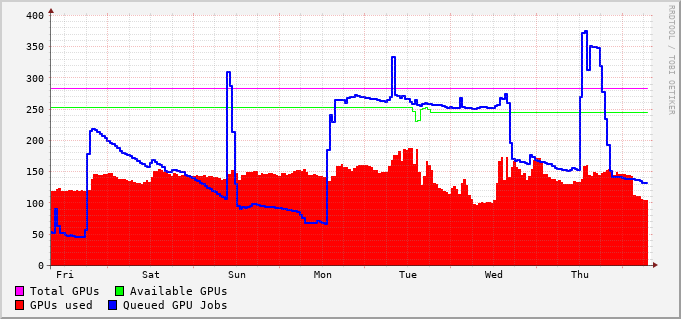 400
350
300
250
200
150
100
50
0
Fri Sat Sun Mon Tue Wed Thu
Total GPUs Available GPUs
GPUs used Queued GPU Jobs
RRDTOOL / TOBI OETIKER